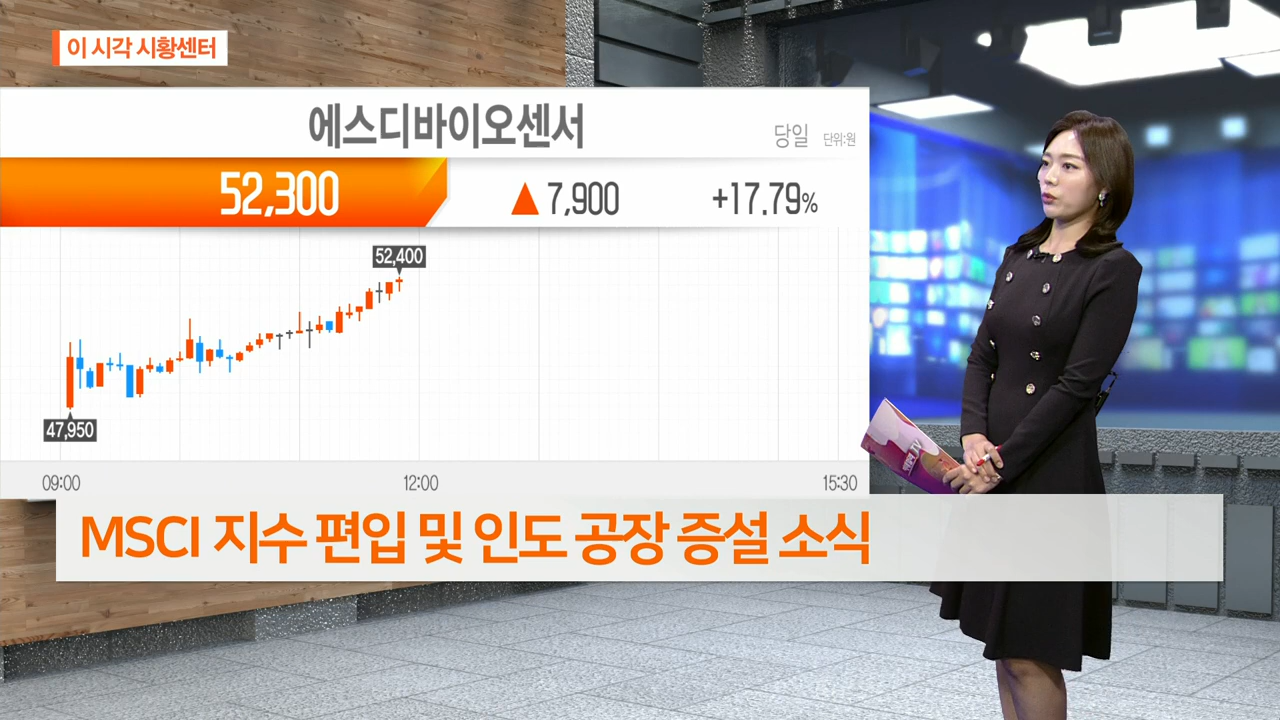 이 시각 시황센터
에스디바이오센서
당일 단위:원
52,300 ▲ 7,900 +17.79%
52,400
47,950
09:00 12:00 15:30
MSCI 지수 편입 및 인도 공장 증설 소식